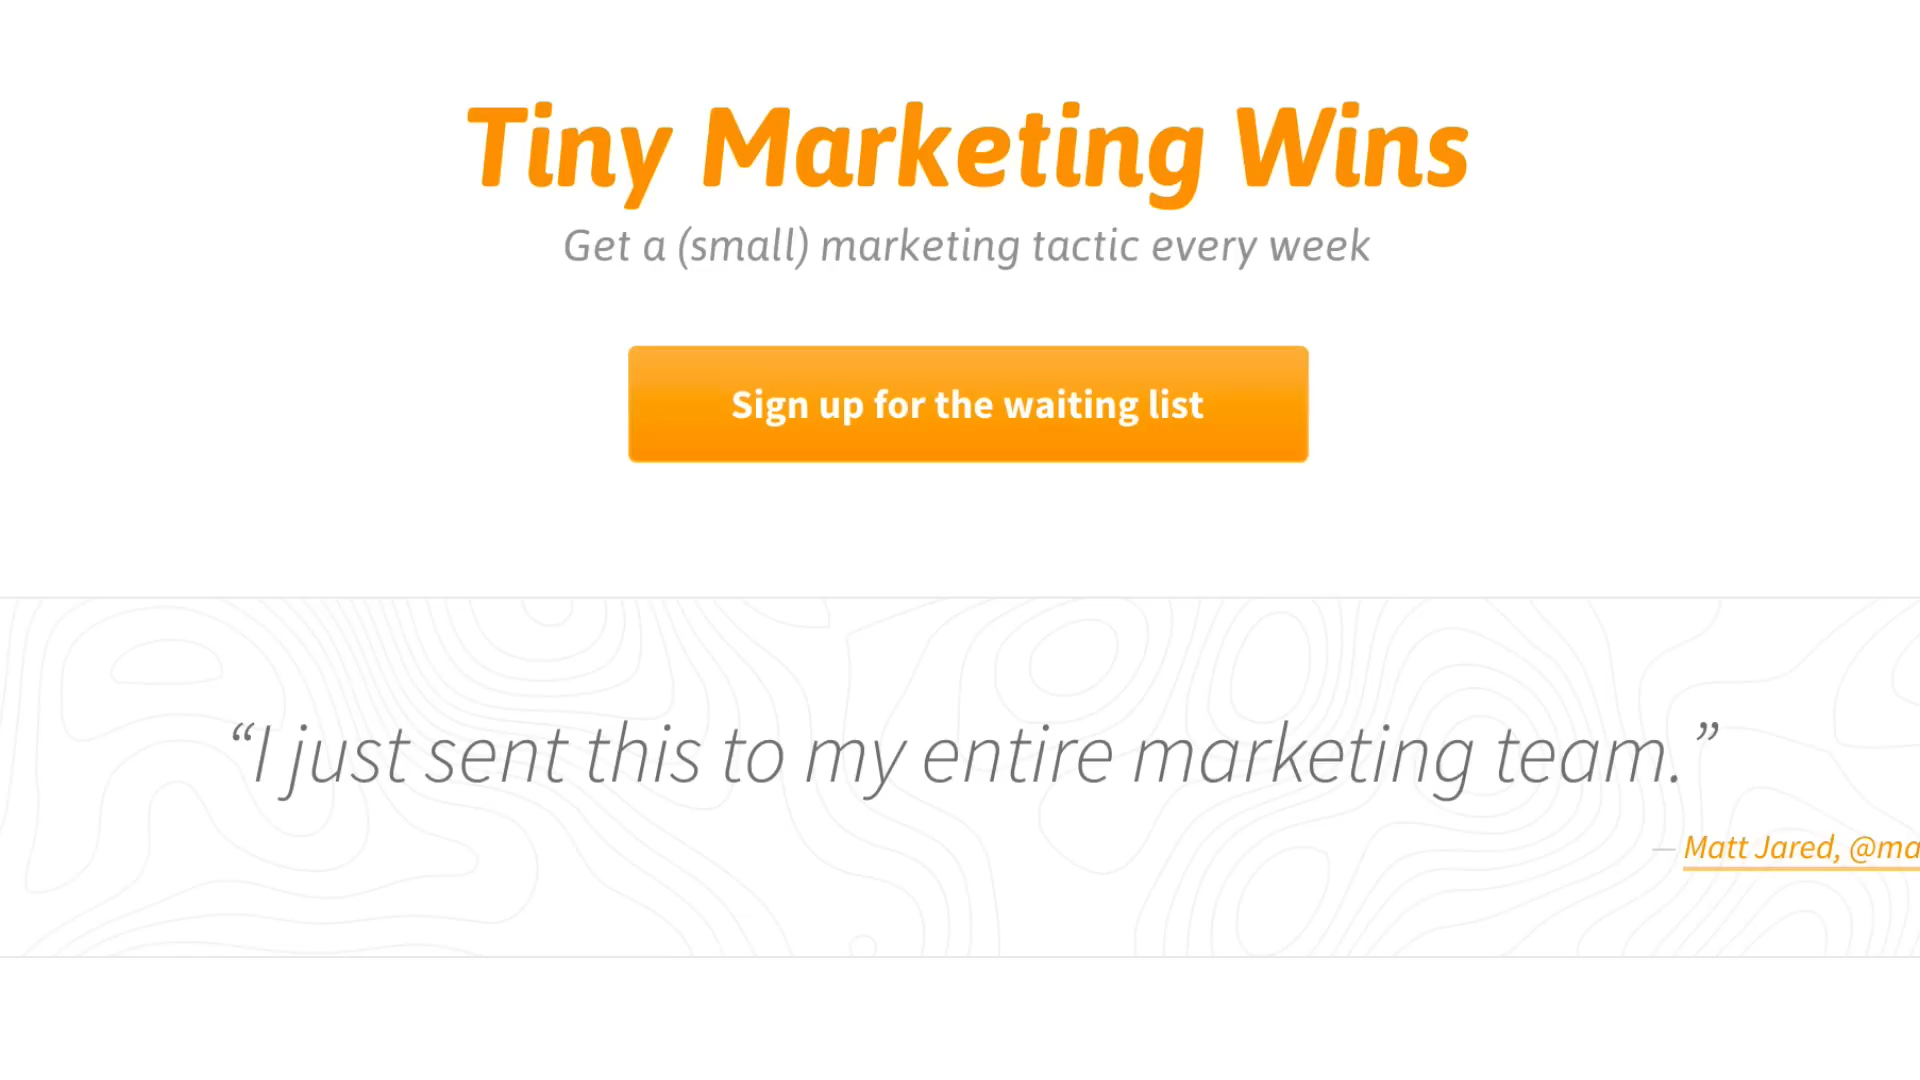 Tiny Marketing Wins
Get a (small) marketing tactic every week
Sign up for the waiting list
“I just sent this to my entire marketing team.”
— Matt Jared, @ma